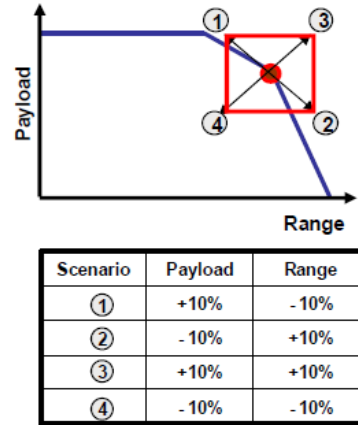 ① ③
Payload
④ ②
Range
Scenario Payload Range
① +10% - 10%
② - 10% +10%
③ +10% +10%
④ - 10% - 10%